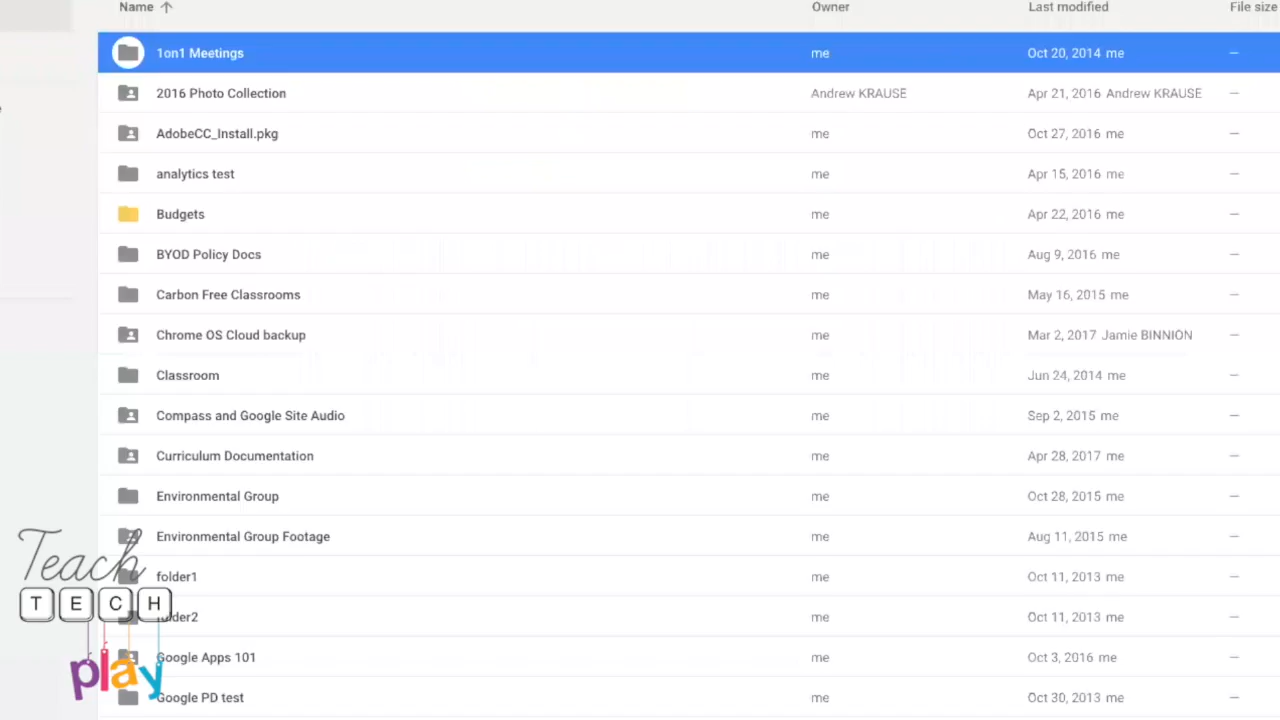 Name Owner Last modified File size
1on1 Meetings me Oct 20, 2014 me –
2016 Photo Collection Andrew KRAUSE Apr 21, 2016 Andrew KRAUSE –
AdobeCC_Install.pkg me Oct 27, 2016 me –
analytics test me Apr 15, 2016 me –
Budgets me Apr 22, 2016 me –
BYOD Policy Docs me Aug 9, 2016 me –
Carbon Free Classrooms me May 16, 2015 me –
Chrome OS Cloud backup me Mar 2, 2017 Jamie BINNION –
Classroom me Jun 24, 2014 me –
Compass and Google Site Audio me Sep 2, 2015 me –
Curriculum Documentation me Apr 28, 2017 me –
Environmental Group me Oct 28, 2015 me –
Environmental Group Footage me Aug 11, 2015 me –
folder1 me Oct 11, 2013 me –
folder2 me Oct 11, 2013 me –
Google Apps 101 me Oct 3, 2016 me –
Google PD test me Oct 30, 2013 me –
Teach
TECH
play